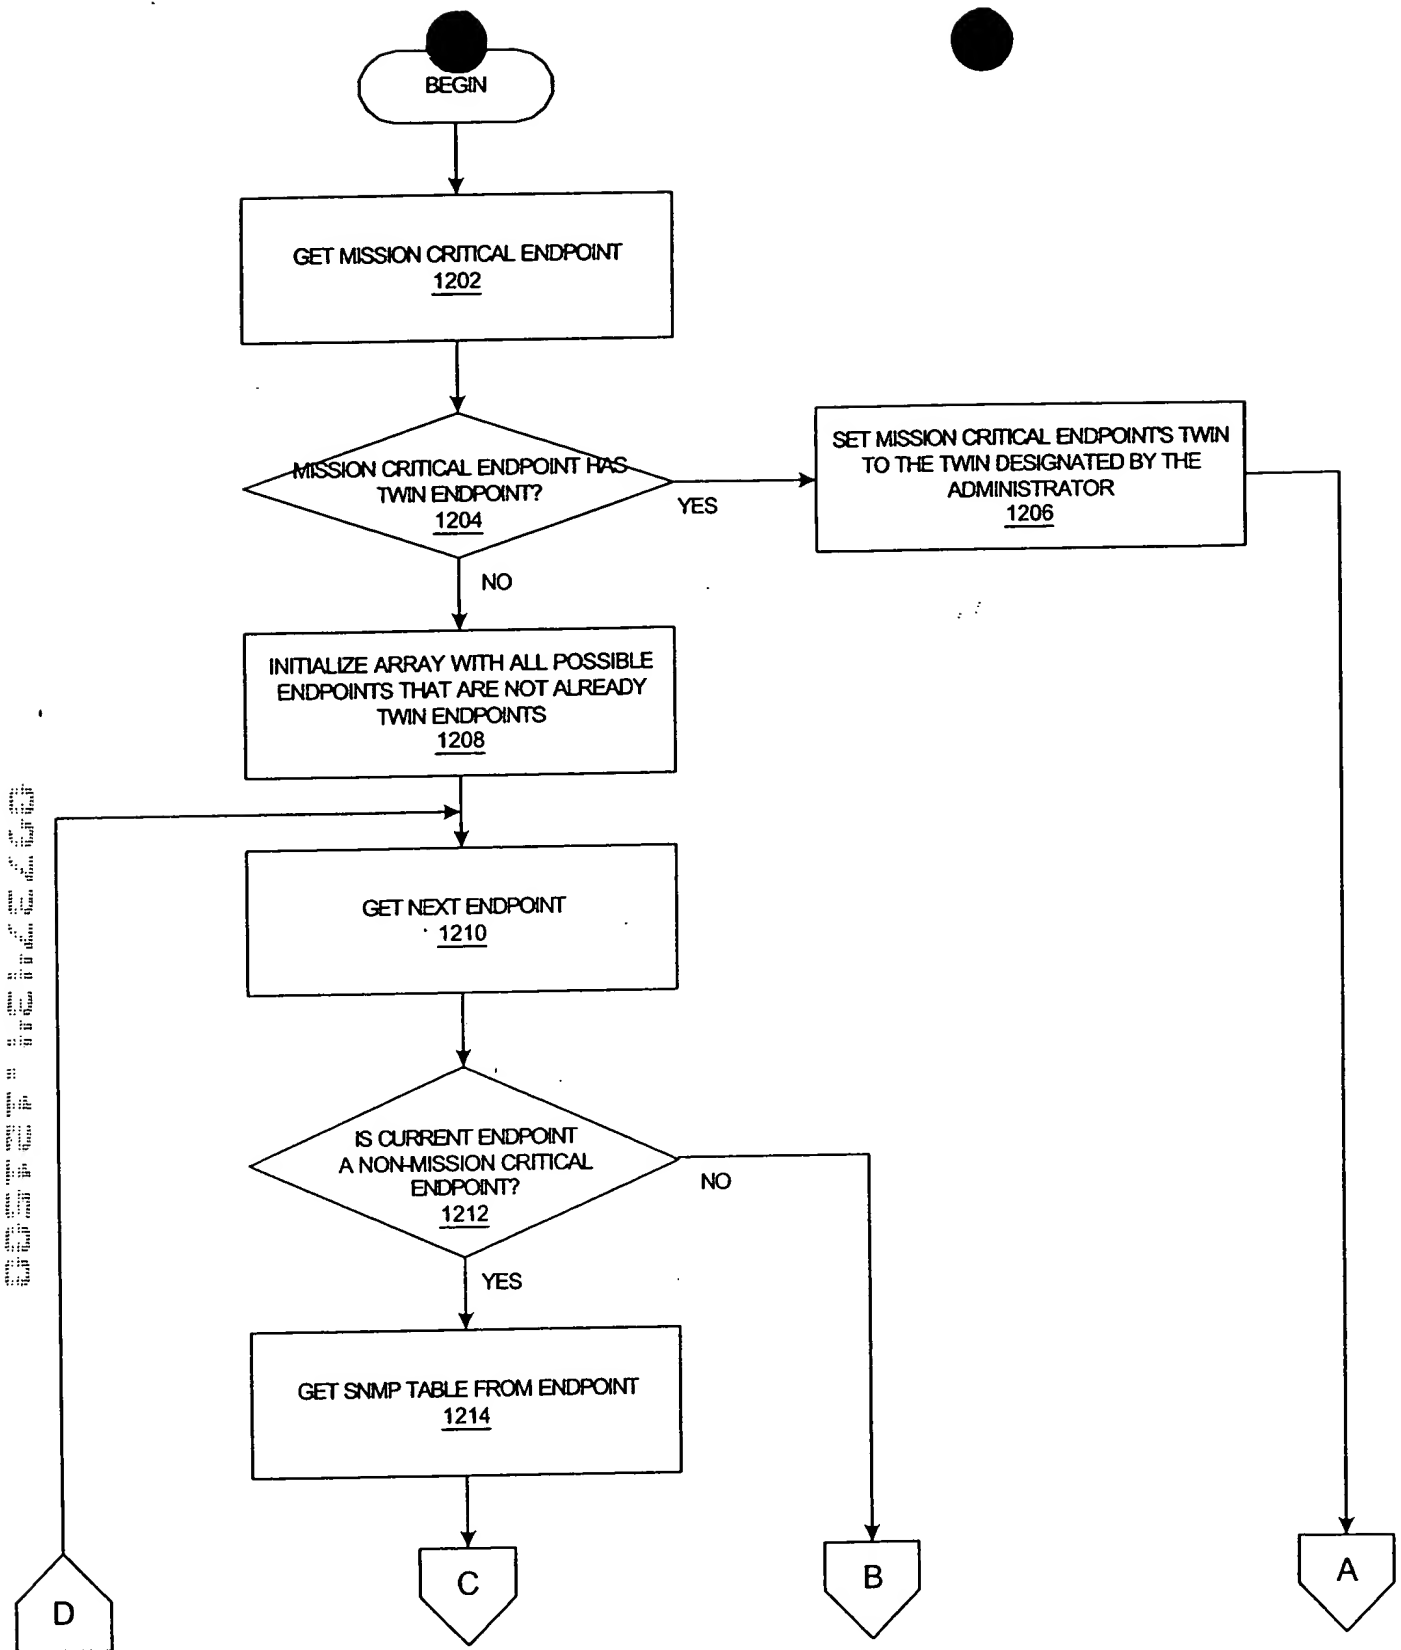 BEGIN
GET MISSION CRITICAL ENDPOINT
1202
MISSION CRITICAL ENDPOINT HAS
TWIN ENDPOINT?
1204
YES
SET MISSION CRITICAL ENDPOINT'S TWIN
TO THE TWIN DESIGNATED BY THE
ADMINISTRATOR
1206
NO
INITIALIZE ARRAY WITH ALL POSSIBLE
ENDPOINTS THAT ARE NOT ALREADY
TWIN ENDPOINTS
1208
GET NEXT ENDPOINT
1210
IS CURRENT ENDPOINT
A NON-MISSION CRITICAL
ENDPOINT?
1212
NO
YES
GET SNMP TABLE FROM ENDPOINT
1214
D
C
B
A